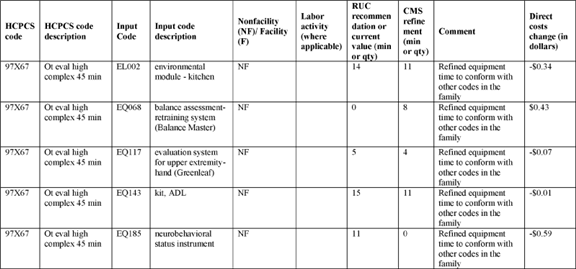 HCPCS code
HCPCS code description
Input Code
Input code description
Nonfacility (NF)/ Facility (F)
Labor activity (where applicable)
RUC recommen dation or current value (min or qty)
CMS refine ment (min or qty)
Comment
Direct costs change (in dollars)
97X67
Ot eval high complex 45 min
EL002
environmental module - kitchen
NF
14
11
Refined equipment time to conform with other codes in the family
-$0.34
97X67
Ot eval high complex 45 min
EQ068
balance assessment-retraining system (Balance Master)
NF
0
8
Refined equipment time to conform with other codes in the family
$0.43
97X67
Ot eval high complex 45 min
EQ117
evaluation system for upper extremity-hand (Greenleaf)
NF
5
4
Refined equipment time to conform with other codes in the family
-$0.07
97X67
Ot eval high complex 45 min
EQ143
kit, ADL
NF
15
11
Refined equipment time to conform with other codes in the family
-$0.01
97X67
Ot eval high complex 45 min
EQ185
neurobehavioral status instrument
NF
11
0
Refined equipment time to conform with other codes in the family
-$0.59